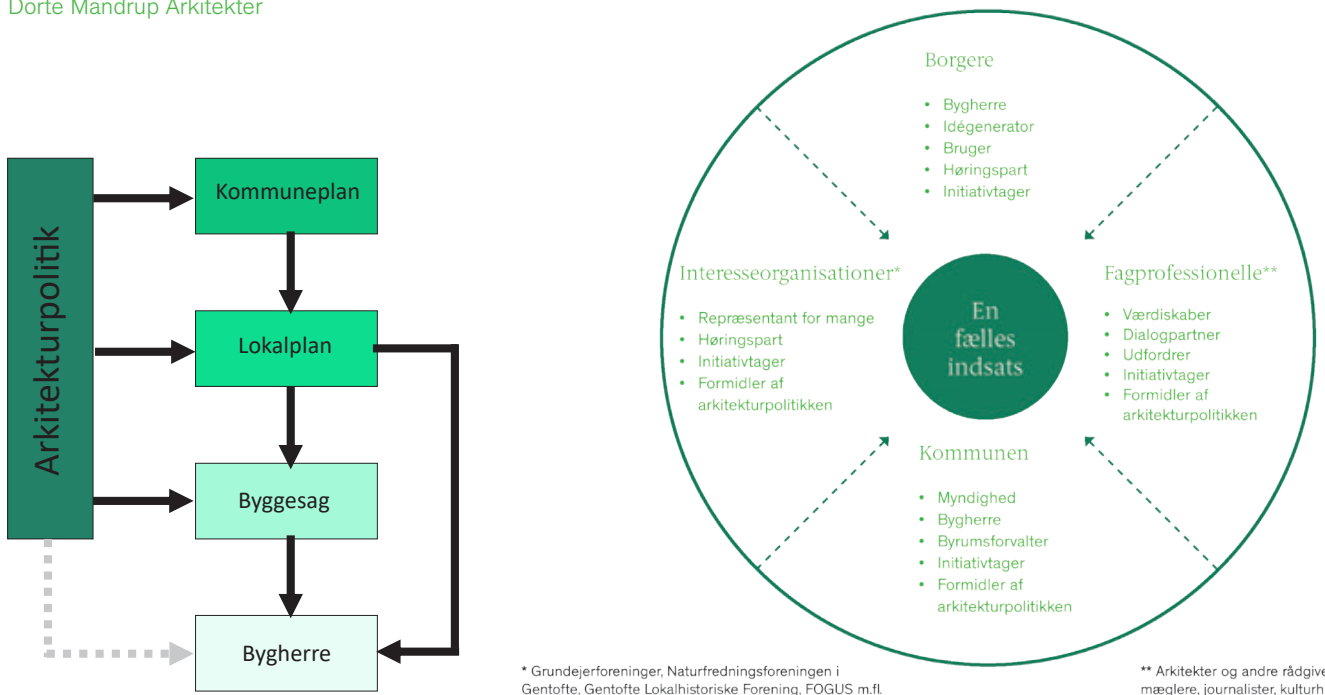 Dorte Mandrup Arkitekter
Arkitekturpolitik
Kommuneplan
Lokalplan
Byggesag
Bygherre
Borgere
• Bygherre
• Idégenerator
• Bruger
• Høringspart
• Initiativtager
Interesseorganisationer*
• Repræsentant for mange
• Høringspart
• Initiativtager
• Formidler af
arkitekturpolitikken
En
fælles
indsats
Fagprofessionelle**
• Værdiskaber
• Dialogpartner
• Udfordrer
• Initiativtager
• Formidler af
arkitekturpolitikken
Kommunen
• Myndighed
• Bygherre
• Byrumsforvalter
• Initiativtager
• Formidler af
arkitekturpolitikken
* Grundejerforeninger, Naturfredningsforeningen i
Gentofte, Gentofte Lokalhistoriske Forening, FOGUS m.fl.
** Arkitekter og andre
mæglere, journalister,